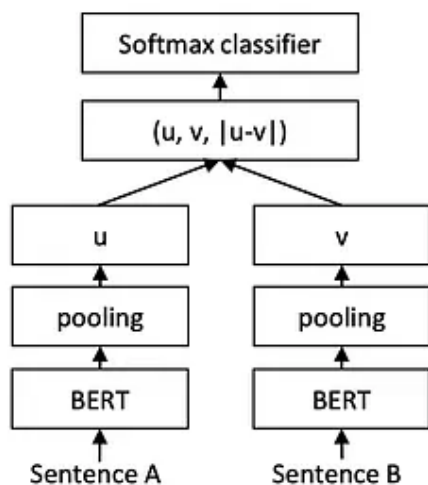 Softmax classifier
(u, v, |u-v|)
u v
pooling pooling
BERT BERT
Sentence A Sentence B